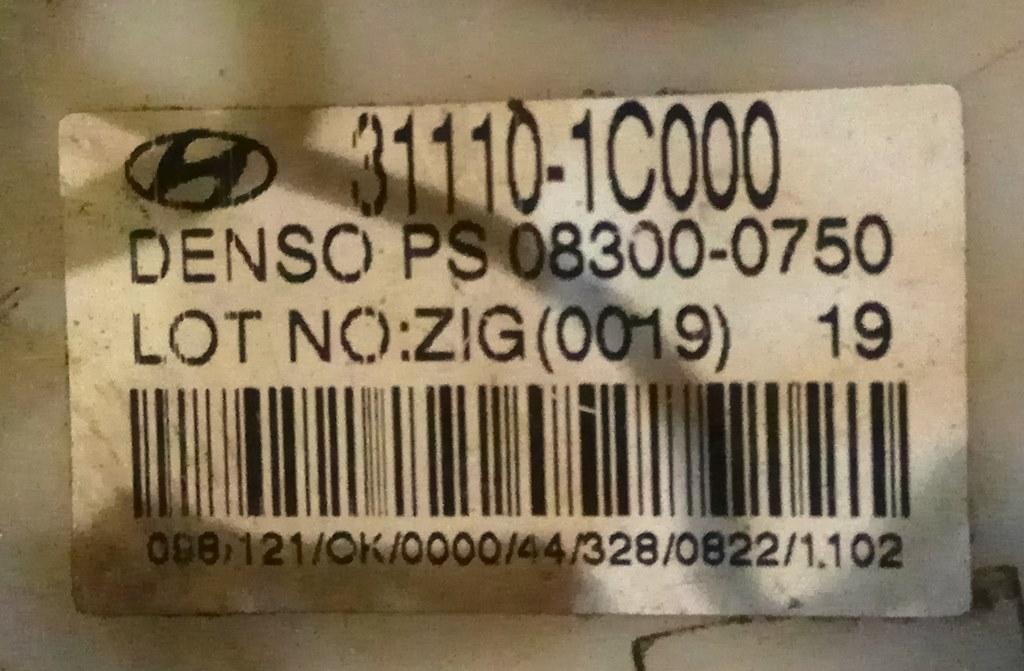 31110-1C000
DENSO PS 08300-0750
LOT NO:ZIG(0019) 19
098/121/OK/0000/44/328/0822/1.102